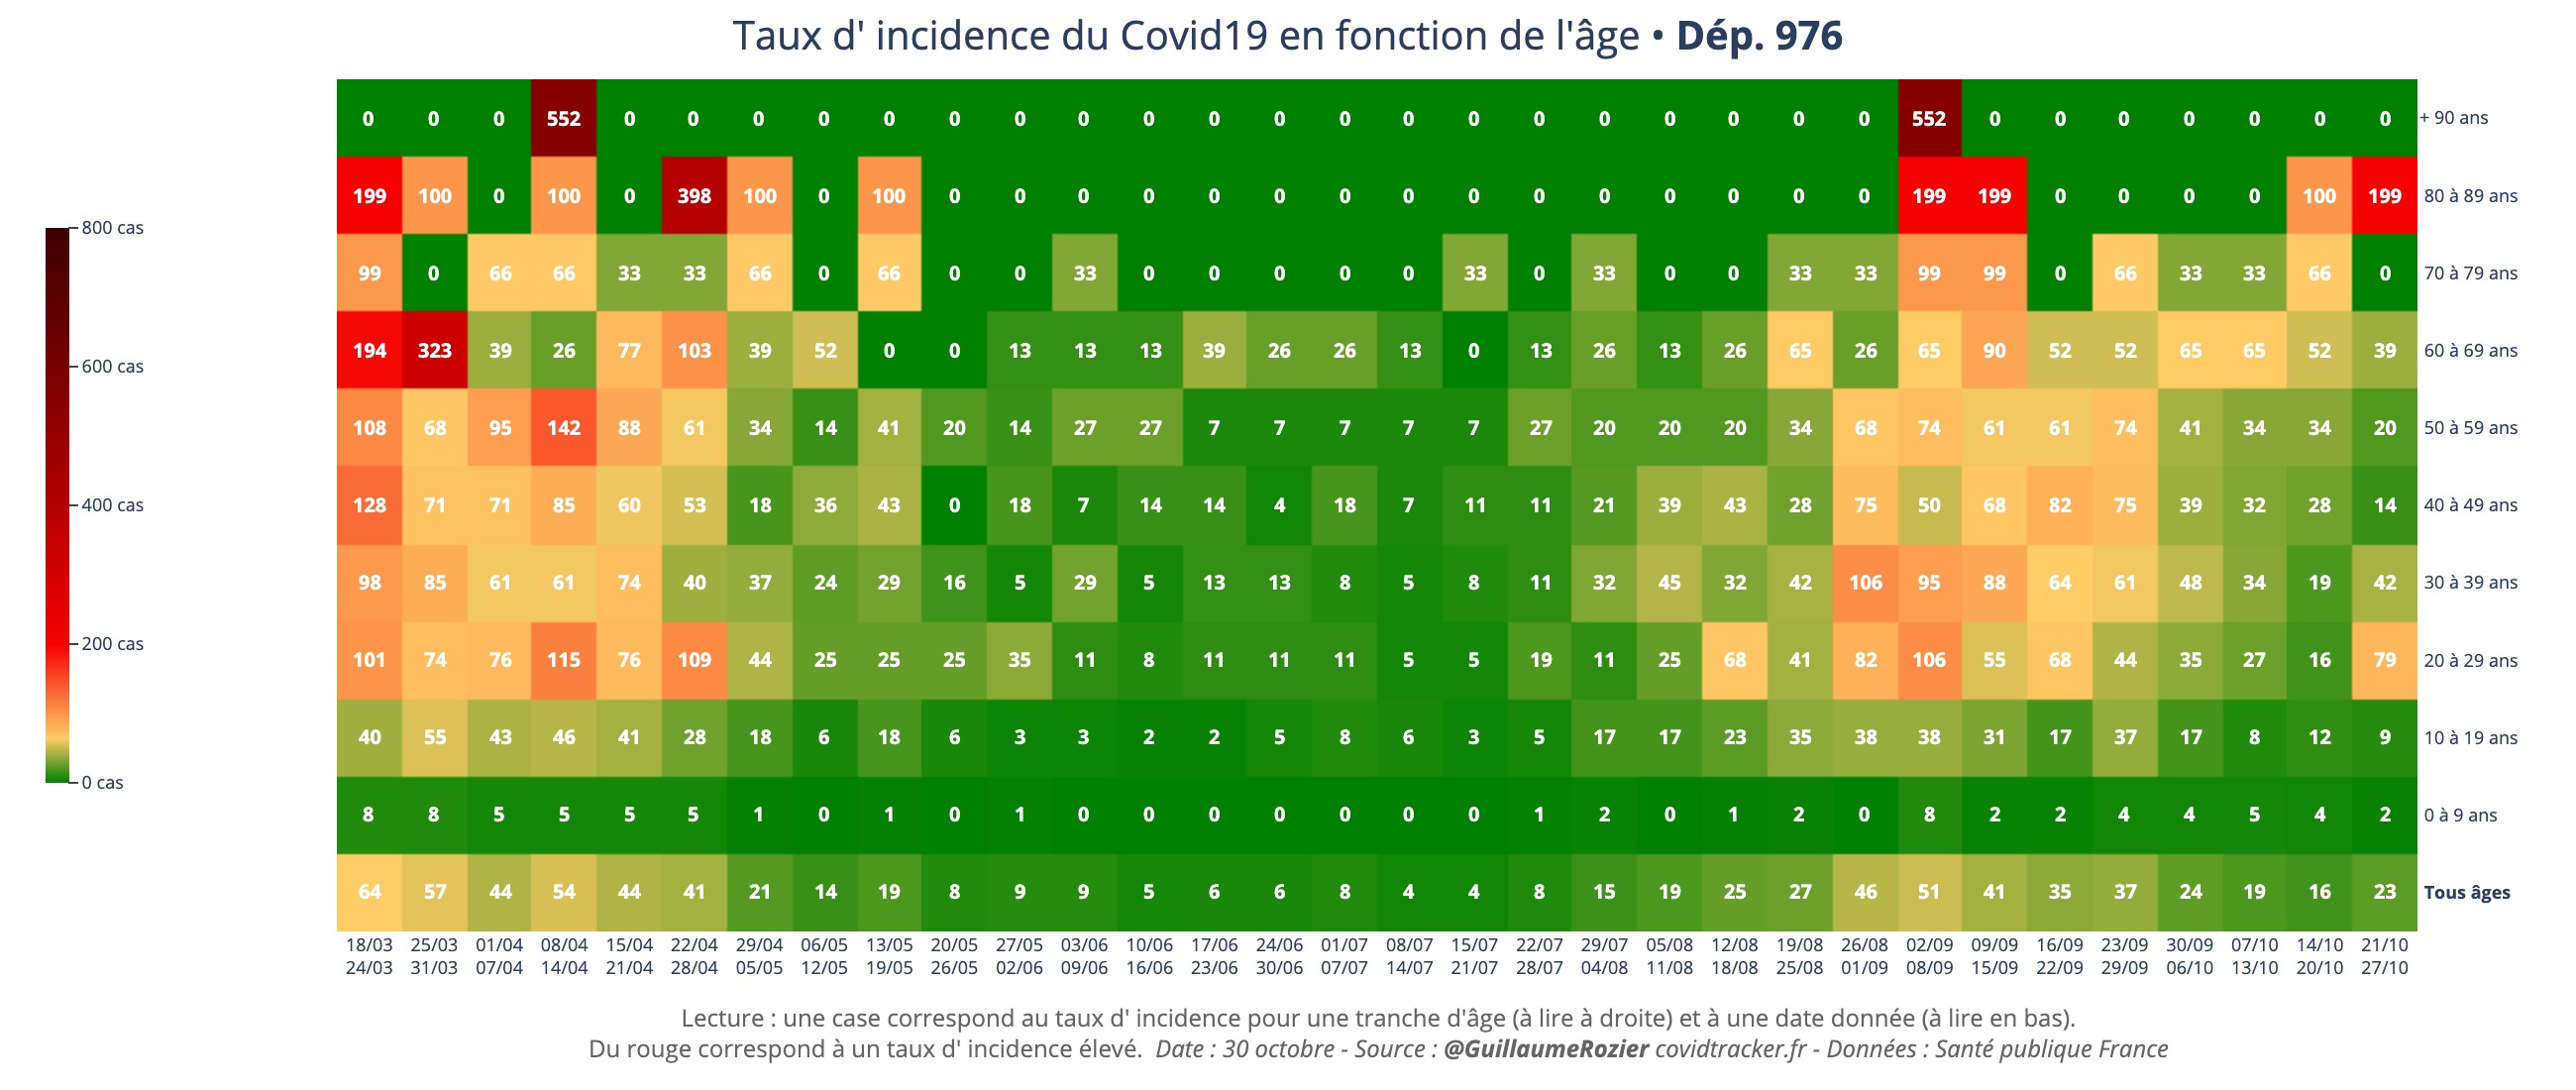 Taux d' incidence du Covid19 en fonction de l'âge • Dép. 976
800 cas
600 cas
400 cas
200 cas
0 cas
0 0 0 552 0 0 0 0 0 0 0 0 0 0 0 0 0 0 0 0 0 0 0 0 552 0 0 0 0 0 0 0 + 90 ans
199 100 0 100 0 398 100 0 100 0 0 0 0 0 0 0 0 0 0 0 0 0 0 0 199 199 0 0 0 0 100 199 80 à 89 ans
99 0 66 66 33 33 66 0 66 0 0 33 0 0 0 0 0 33 0 33 0 0 33 33 99 99 0 66 33 33 66 0 70 à 79 ans
194 323 39 26 77 103 39 52 0 0 13 13 13 39 26 26 13 0 13 26 13 26 65 26 65 90 52 52 65 65 52 39 60 à 69 ans
108 68 95 142 88 61 34 14 41 20 14 27 27 7 7 7 7 7 27 20 20 20 34 68 74 61 61 74 41 34 34 20 50 à 59 ans
128 71 71 85 60 53 18 36 43 0 18 7 14 14 4 18 7 11 11 21 39 43 28 75 50 68 82 75 39 32 28 14 40 à 49 ans
98 85 61 61 74 40 37 24 29 16 5 29 5 13 13 8 5 8 11 32 45 32 42 106 95 88 64 61 48 34 19 42 30 à 39 ans
101 74 76 115 76 109 44 25 25 25 35 11 8 11 11 11 5 5 19 11 25 68 41 82 106 55 68 44 35 27 16 79 20 à 29 ans
40 55 43 46 41 28 18 6 18 6 3 3 2 2 5 8 6 3 5 17 17 23 35 38 38 31 17 37 17 8 12 9 10 à 19 ans
8 8 5 5 5 5 1 0 1 0 1 0 0 0 0 0 0 0 1 2 0 1 2 0 8 2 2 4 4 5 4 2 0 à 9 ans
64 57 44 54 44 41 21 14 19 8 9 9 5 6 6 8 4 4 8 15 19 25 27 46 51 41 35 37 24 19 16 23 Tous âges
18/03 25/03 01/04 08/04 15/04 22/04 29/04 06/05 13/05 20/05 27/05 03/06 10/06 17/06 24/06 01/07 08/07 15/07 22/07 29/07 05/08 12/08 19/08 26/08 02/09 09/09 16/09 23/09 30/09 07/10 14/10 21/10
24/03 31/03 07/04 14/04 21/04 28/04 05/05 12/05 19/05 26/05 02/06 09/06 16/06 23/06 30/06 07/07 14/07 21/07 28/07 04/08 11/08 18/08 25/08 01/09 08/09 15/09 22/09 29/09 06/10 13/10 20/10 27/10
Lecture : une case correspond au taux d' incidence pour une tranche d'âge (à lire à droite) et à une date donnée (à lire en bas).
Du rouge correspond à un taux d' incidence élevé. Date : 30 octobre - Source : @GuillaumeRozier covidtracker.fr - Données : Santé publique France